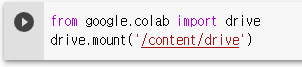 from google.colab import drive
drive.mount('/content/drive')